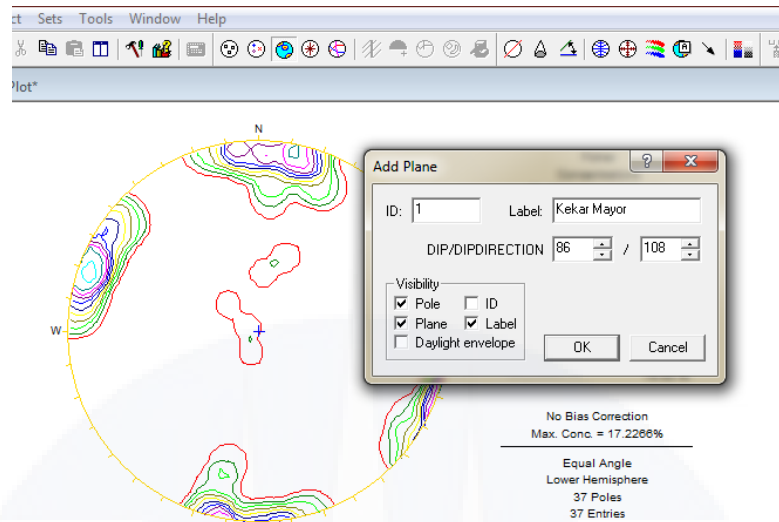 ct Sets Tools Window Help
Plot*
N
W
Add Plane
ID: 1 Label: Kekar Mayor
DIP/DIPDIRECTION 86 / 108
Visibility
Pole ID
Plane Label
Daylight envelope
OK Cancel
No Bias Correction
Max. Conc. = 17.2266%
Equal Angle
Lower Hemisphere
37 Poles
37 Entries